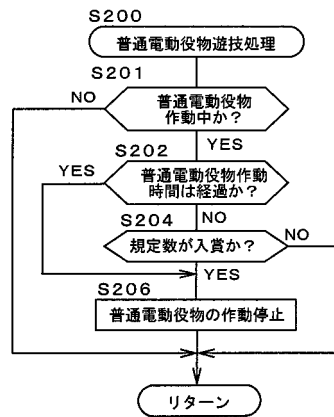 S200
普通電動役物遊技処理
S201
NO
普通電動役物
作動中か？
YES
S202
YES
普通電動役物作動
時間は経過か？
NO
S204
規定数が入賞か？
NO
YES
S206
普通電動役物の作動停止
リターン